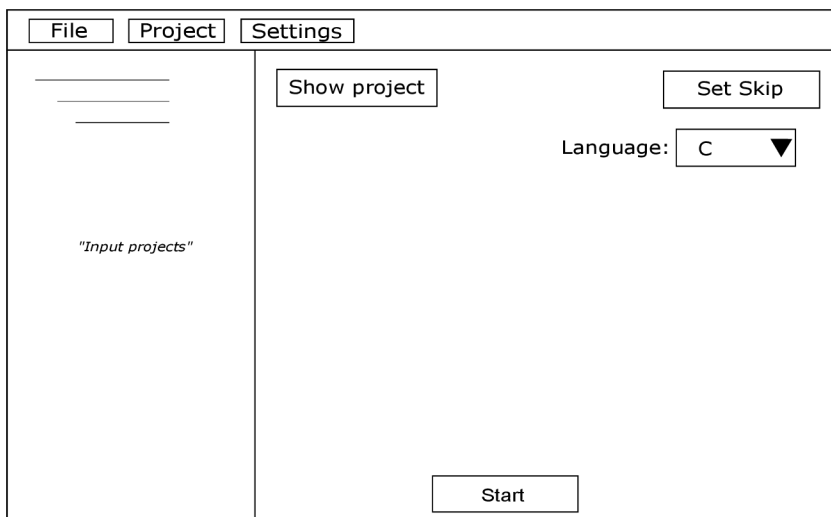 File Project Settings
Show project Set Skip
Language: C
"Input projects"
Start